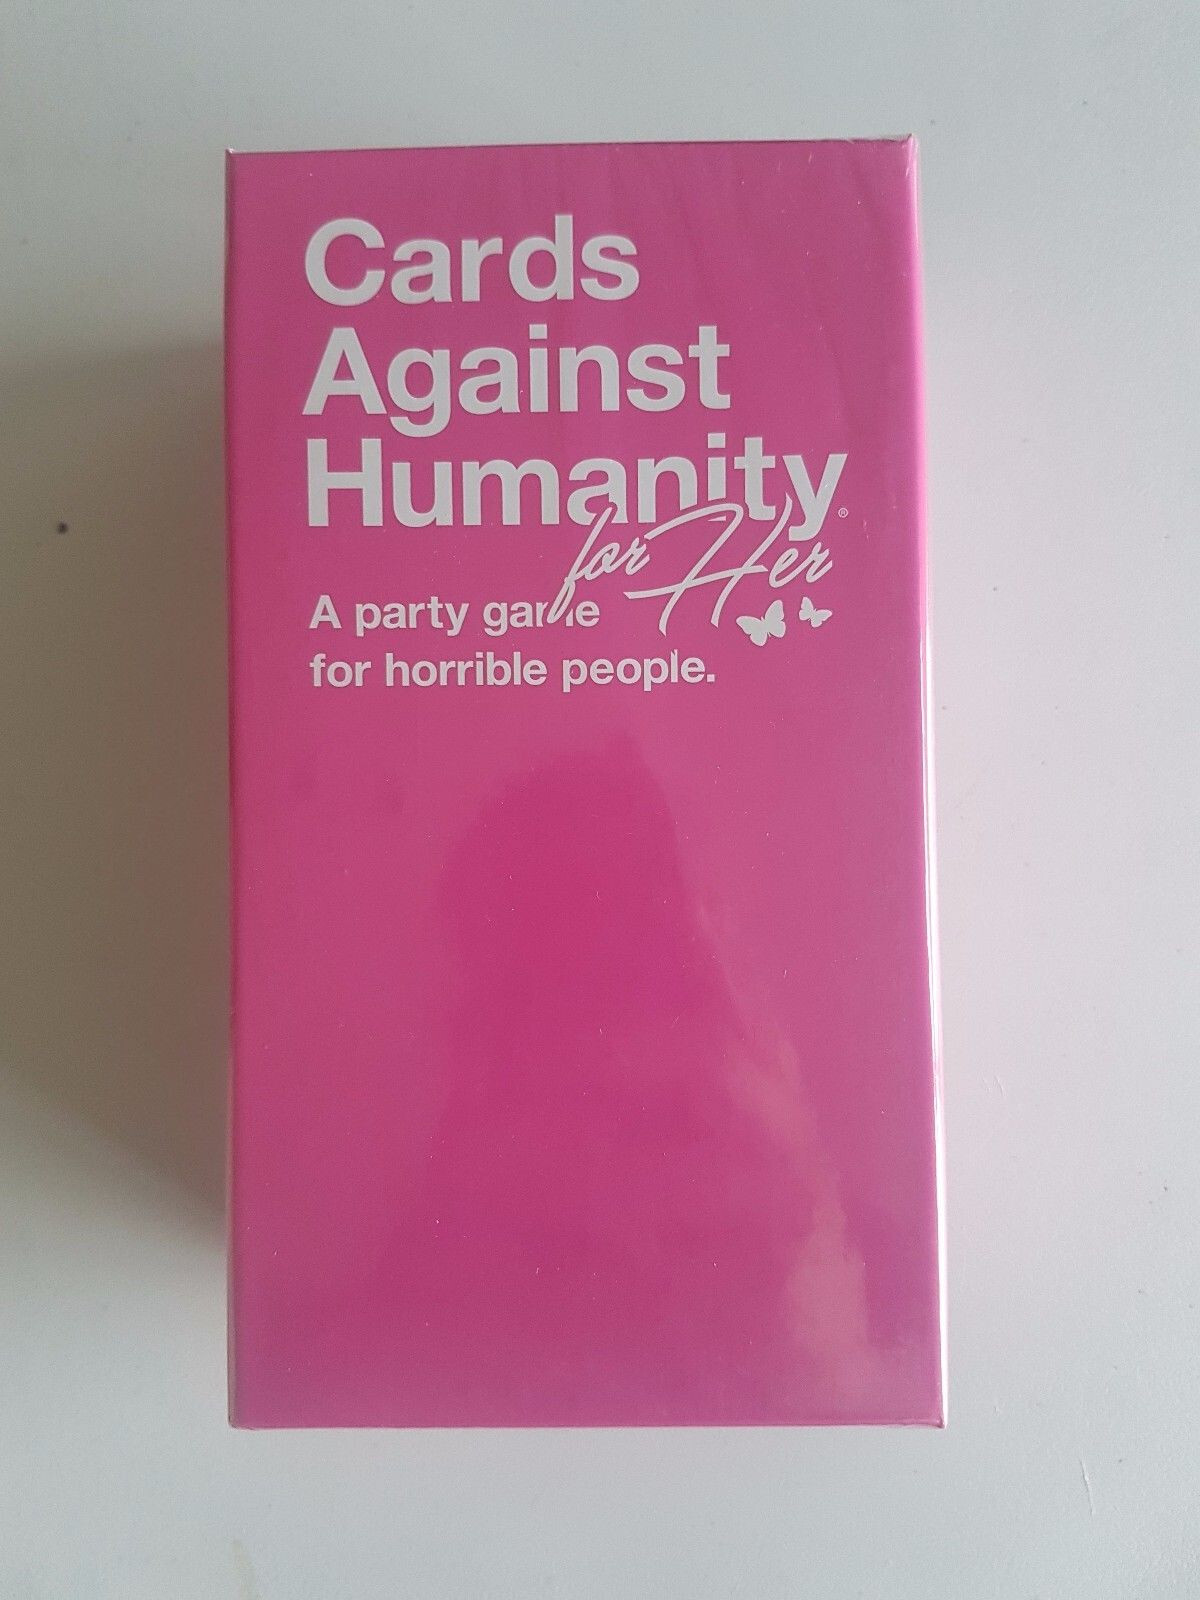 Cards
Against
Humanity®
for Her
A party game
for horrible people.